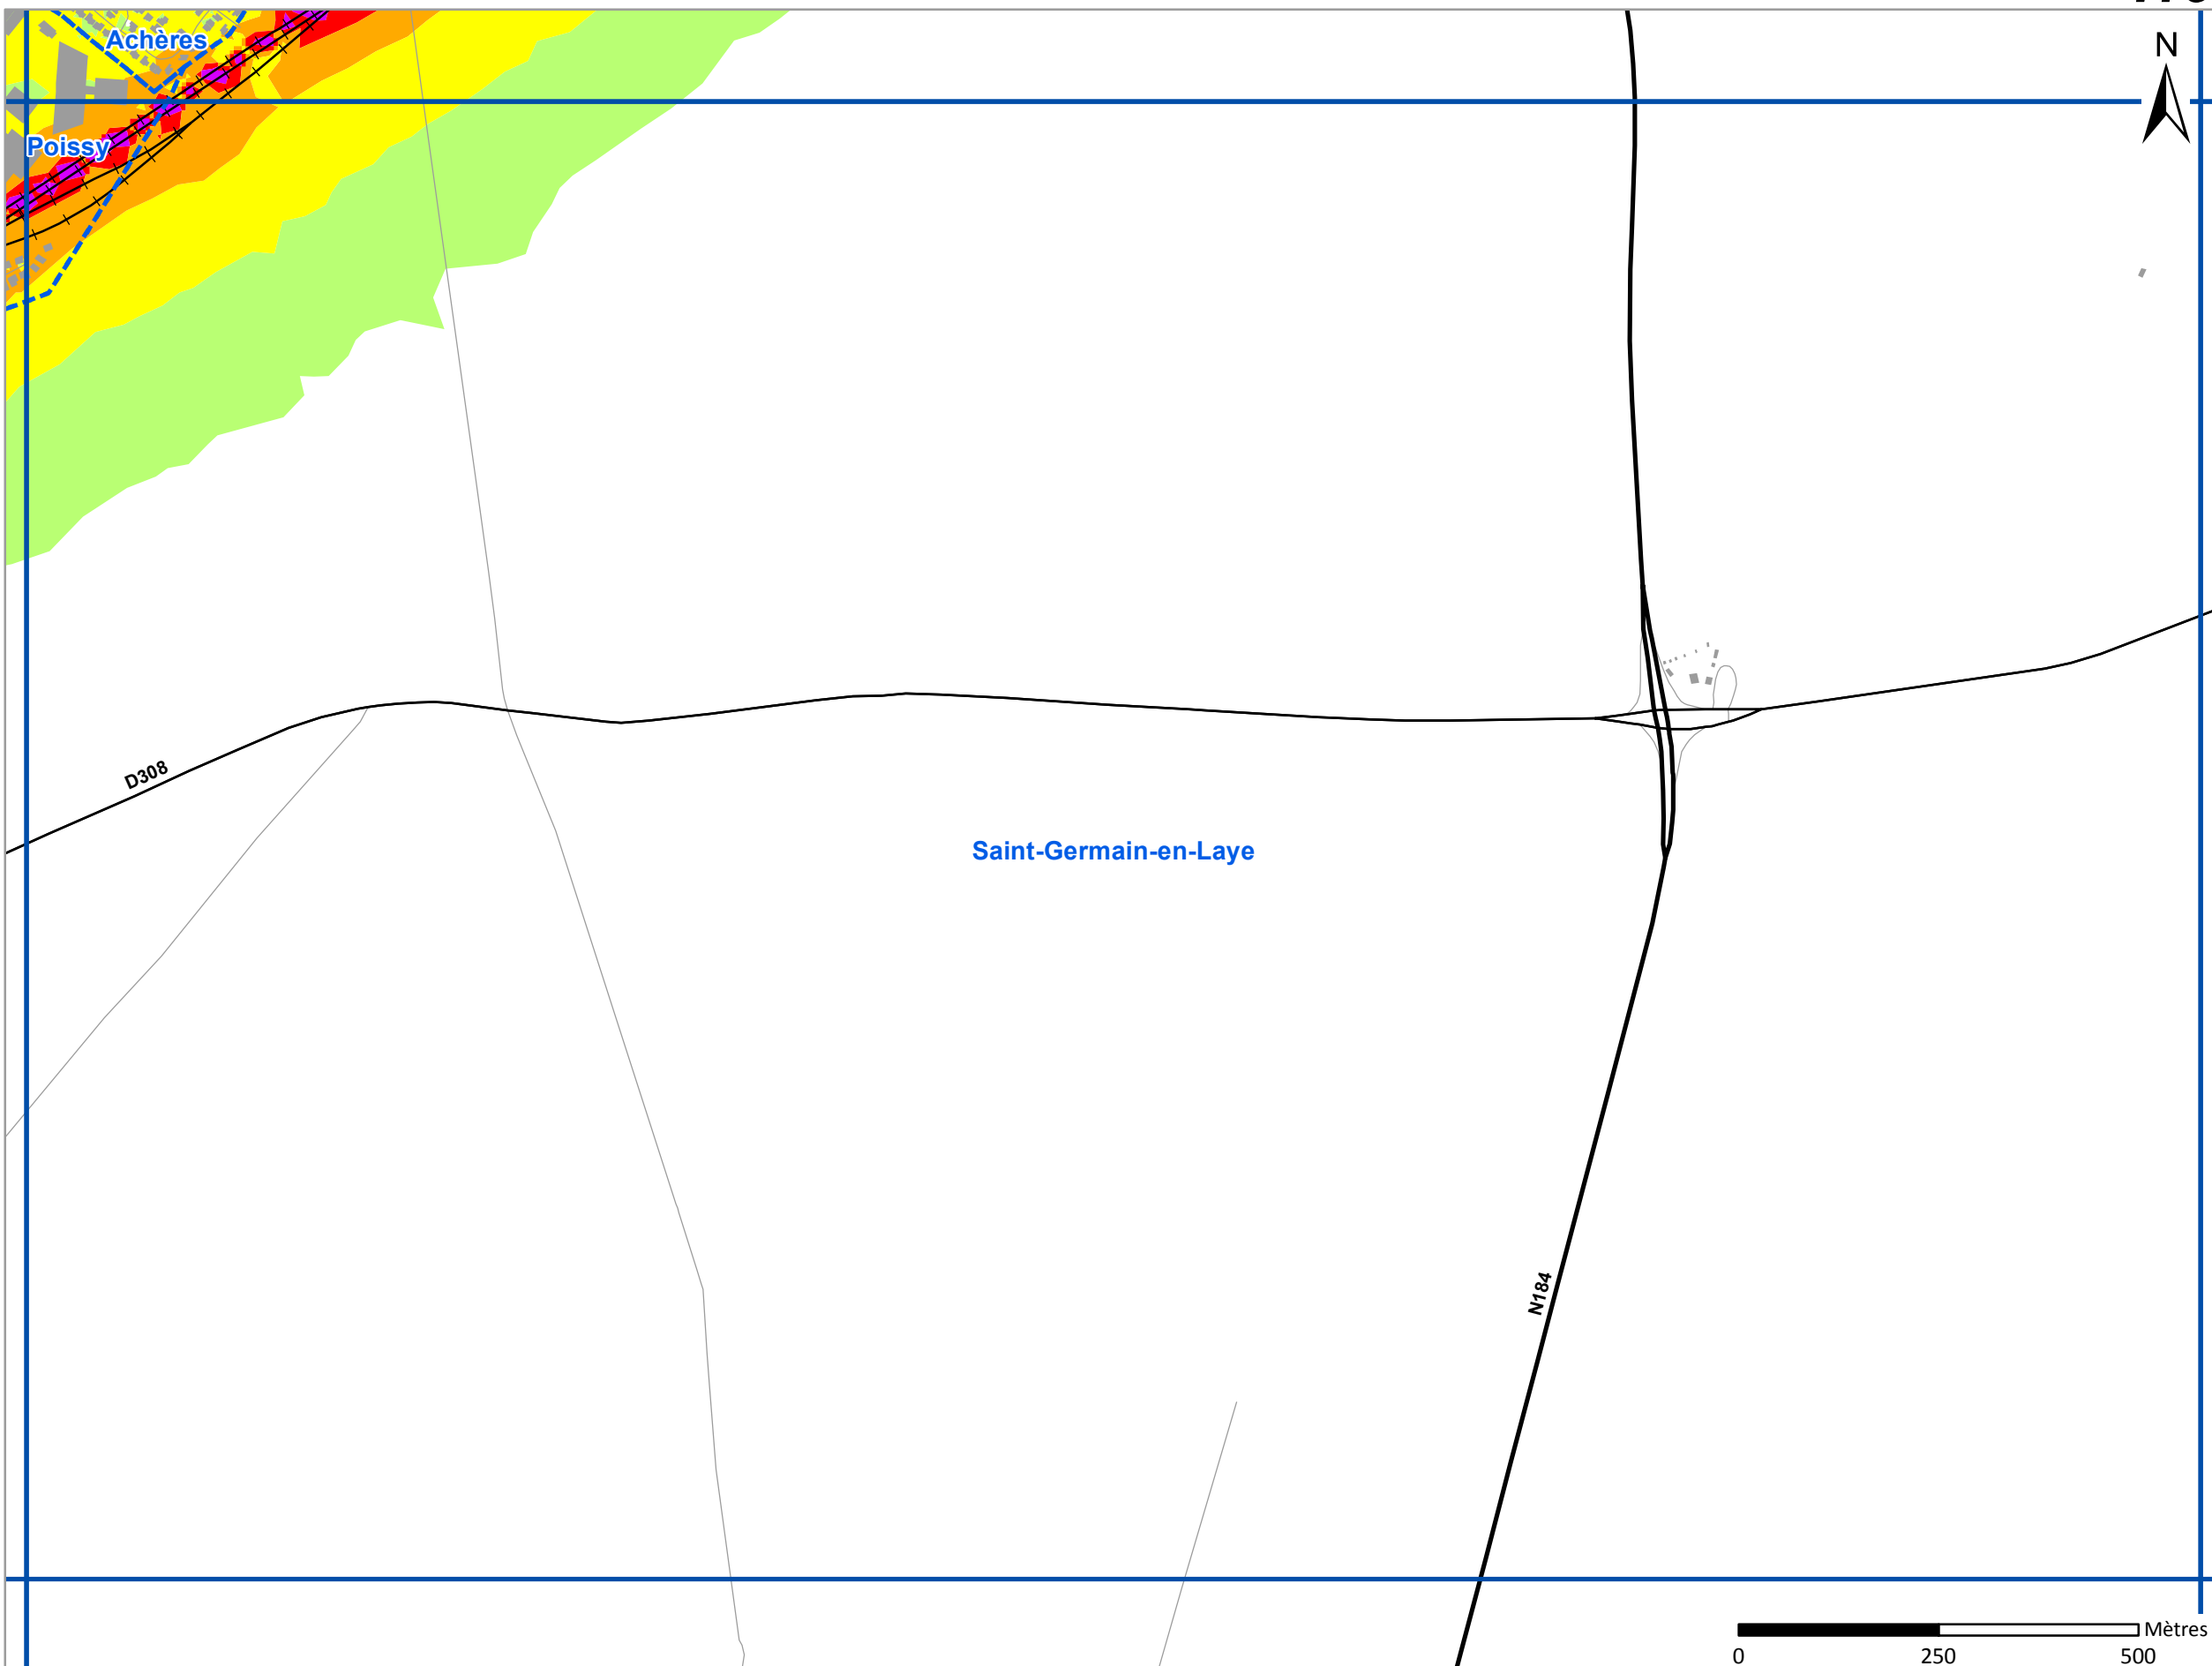 N
Achères
Poissy
D308
Saint-Germain-en-Laye
N184
Mètres
0 250 500